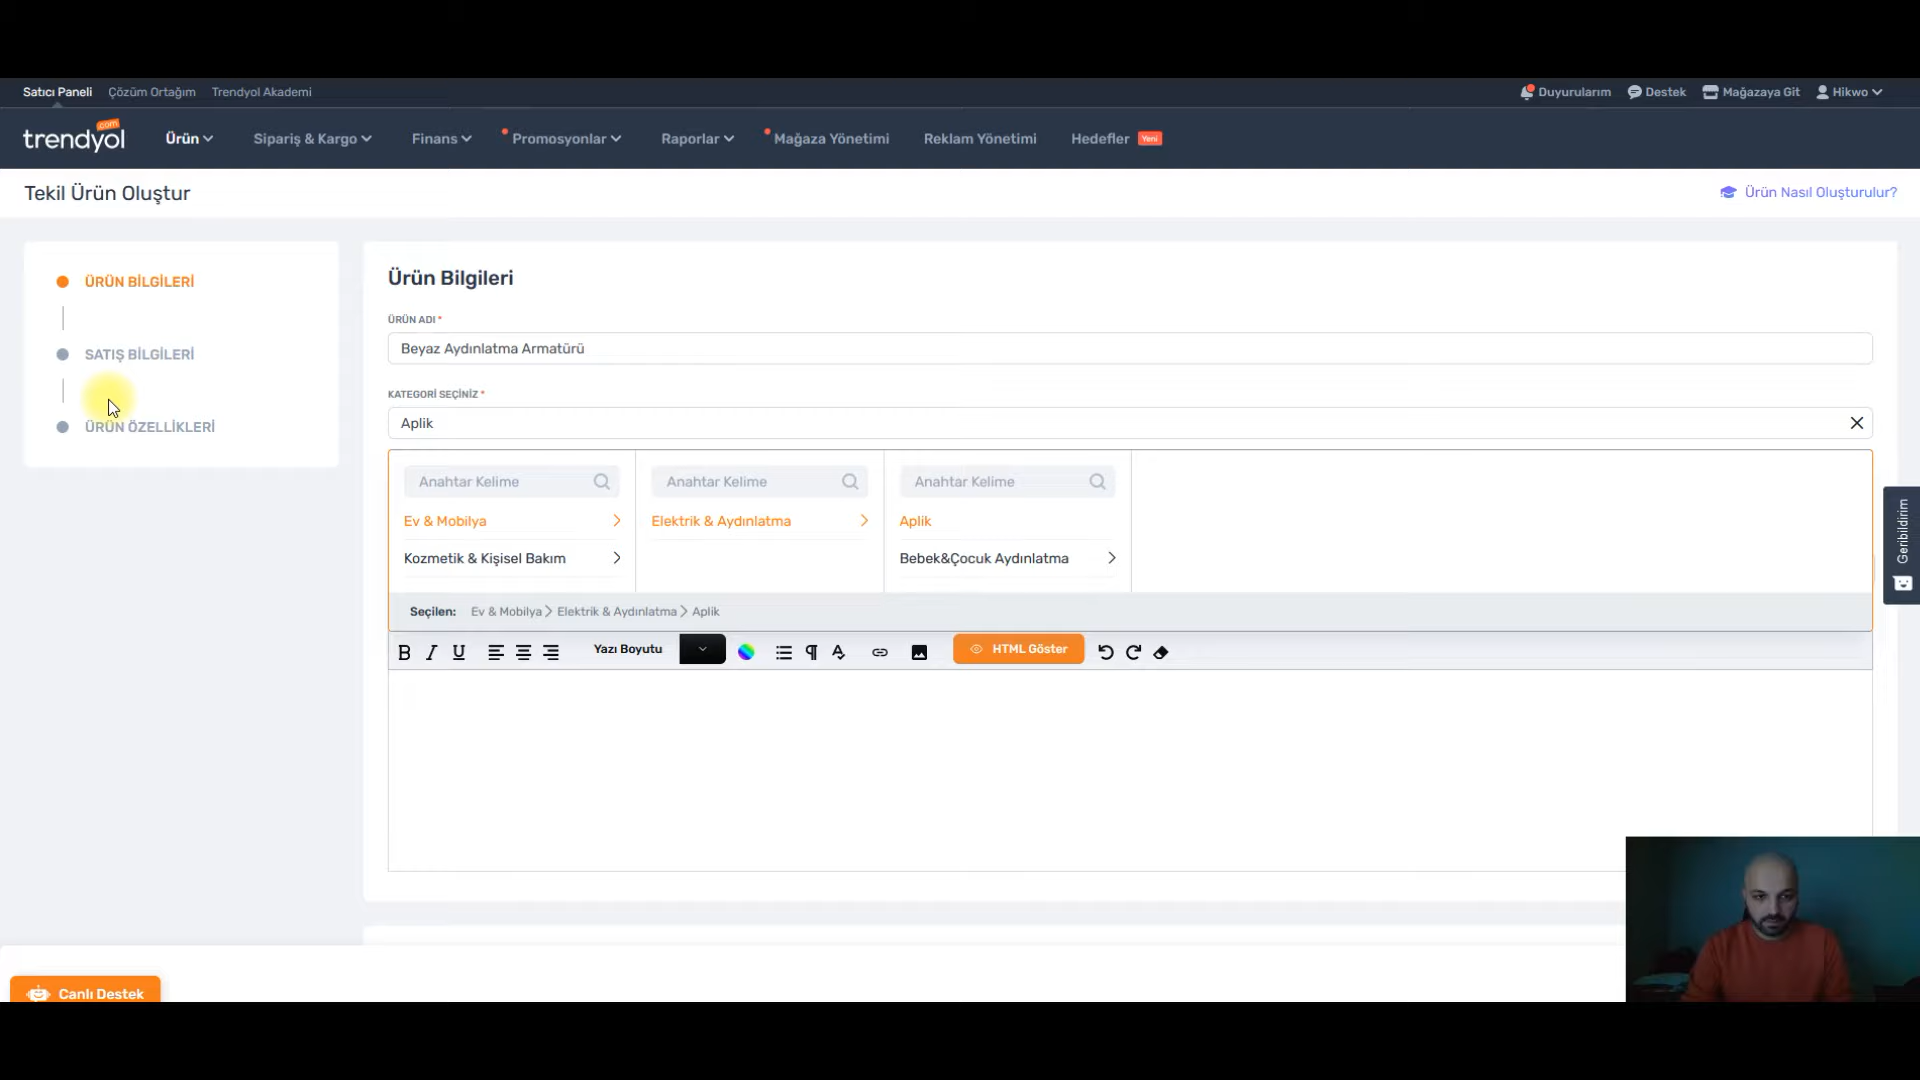 Satıcı Paneli Çözüm Ortağım Trendyol Akademi Duyurularım Destek Mağazaya Git Hikwo
trendyol .com Ürün Sipariş & Kargo Finans Promosyonlar Raporlar Mağaza Yönetimi Reklam Yönetimi Hedefler Yeni
Tekil Ürün Oluştur Ürün Nasıl Oluşturulur?
ÜRÜN BİLGİLERİ
SATIŞ BİLGİLERİ
ÜRÜN ÖZELLİKLERİ
Ürün Bilgileri
ÜRÜN ADI *
Beyaz Aydınlatma Armatürü
KATEGORİ SEÇİNİZ *
Aplik
Anahtar Kelime Anahtar Kelime Anahtar Kelime
Ev & Mobilya Elektrik & Aydınlatma Aplik
Kozmetik & Kişisel Bakım Bebek&Çocuk Aydınlatma
Seçilen: Ev & Mobilya > Elektrik & Aydınlatma > Aplik
B I U Yazı Boyutu HTML Göster
Geribildirim
Canlı Destek